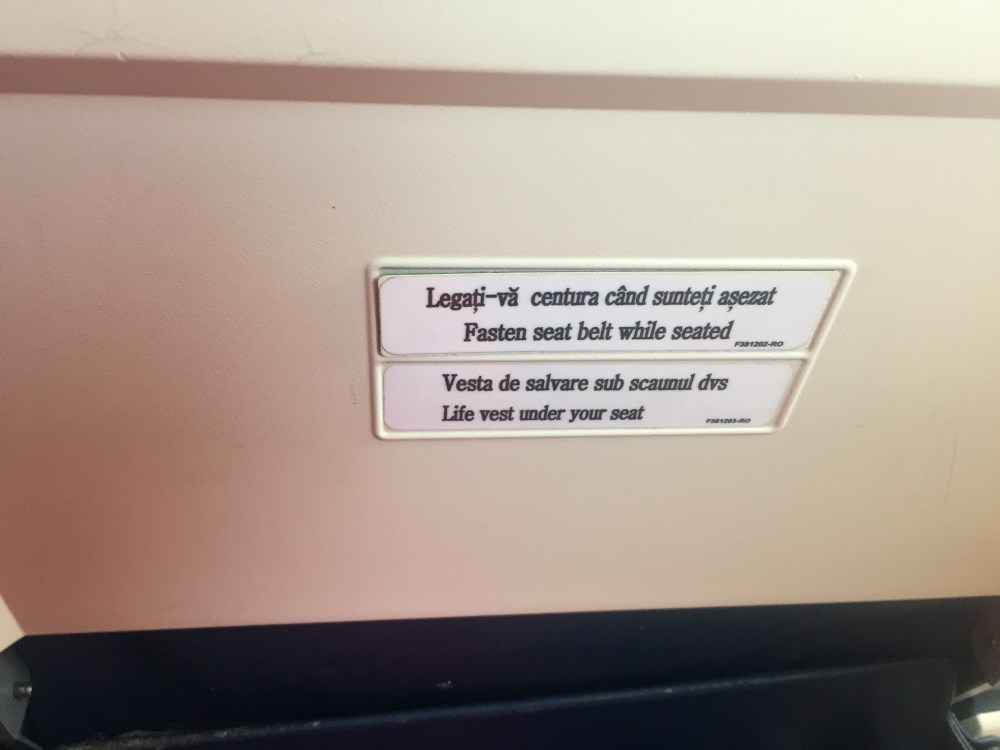 Legați-vă centura când sunteți așezat
Fasten seat belt while seated
F381202-RO
Vesta de salvare sub scaunul dvs
Life vest under your seat
F381203-RO